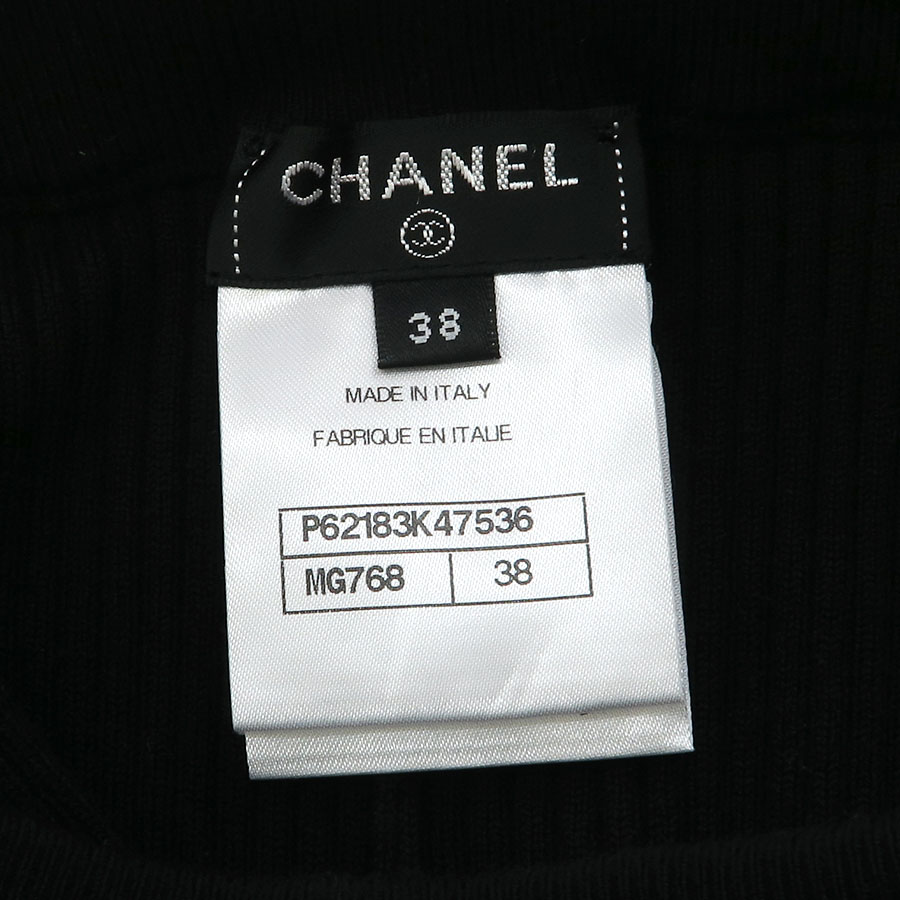 CHANEL
38
MADE IN ITALY
FABRIQUE EN ITALIE
P62183K47536
MG768 38